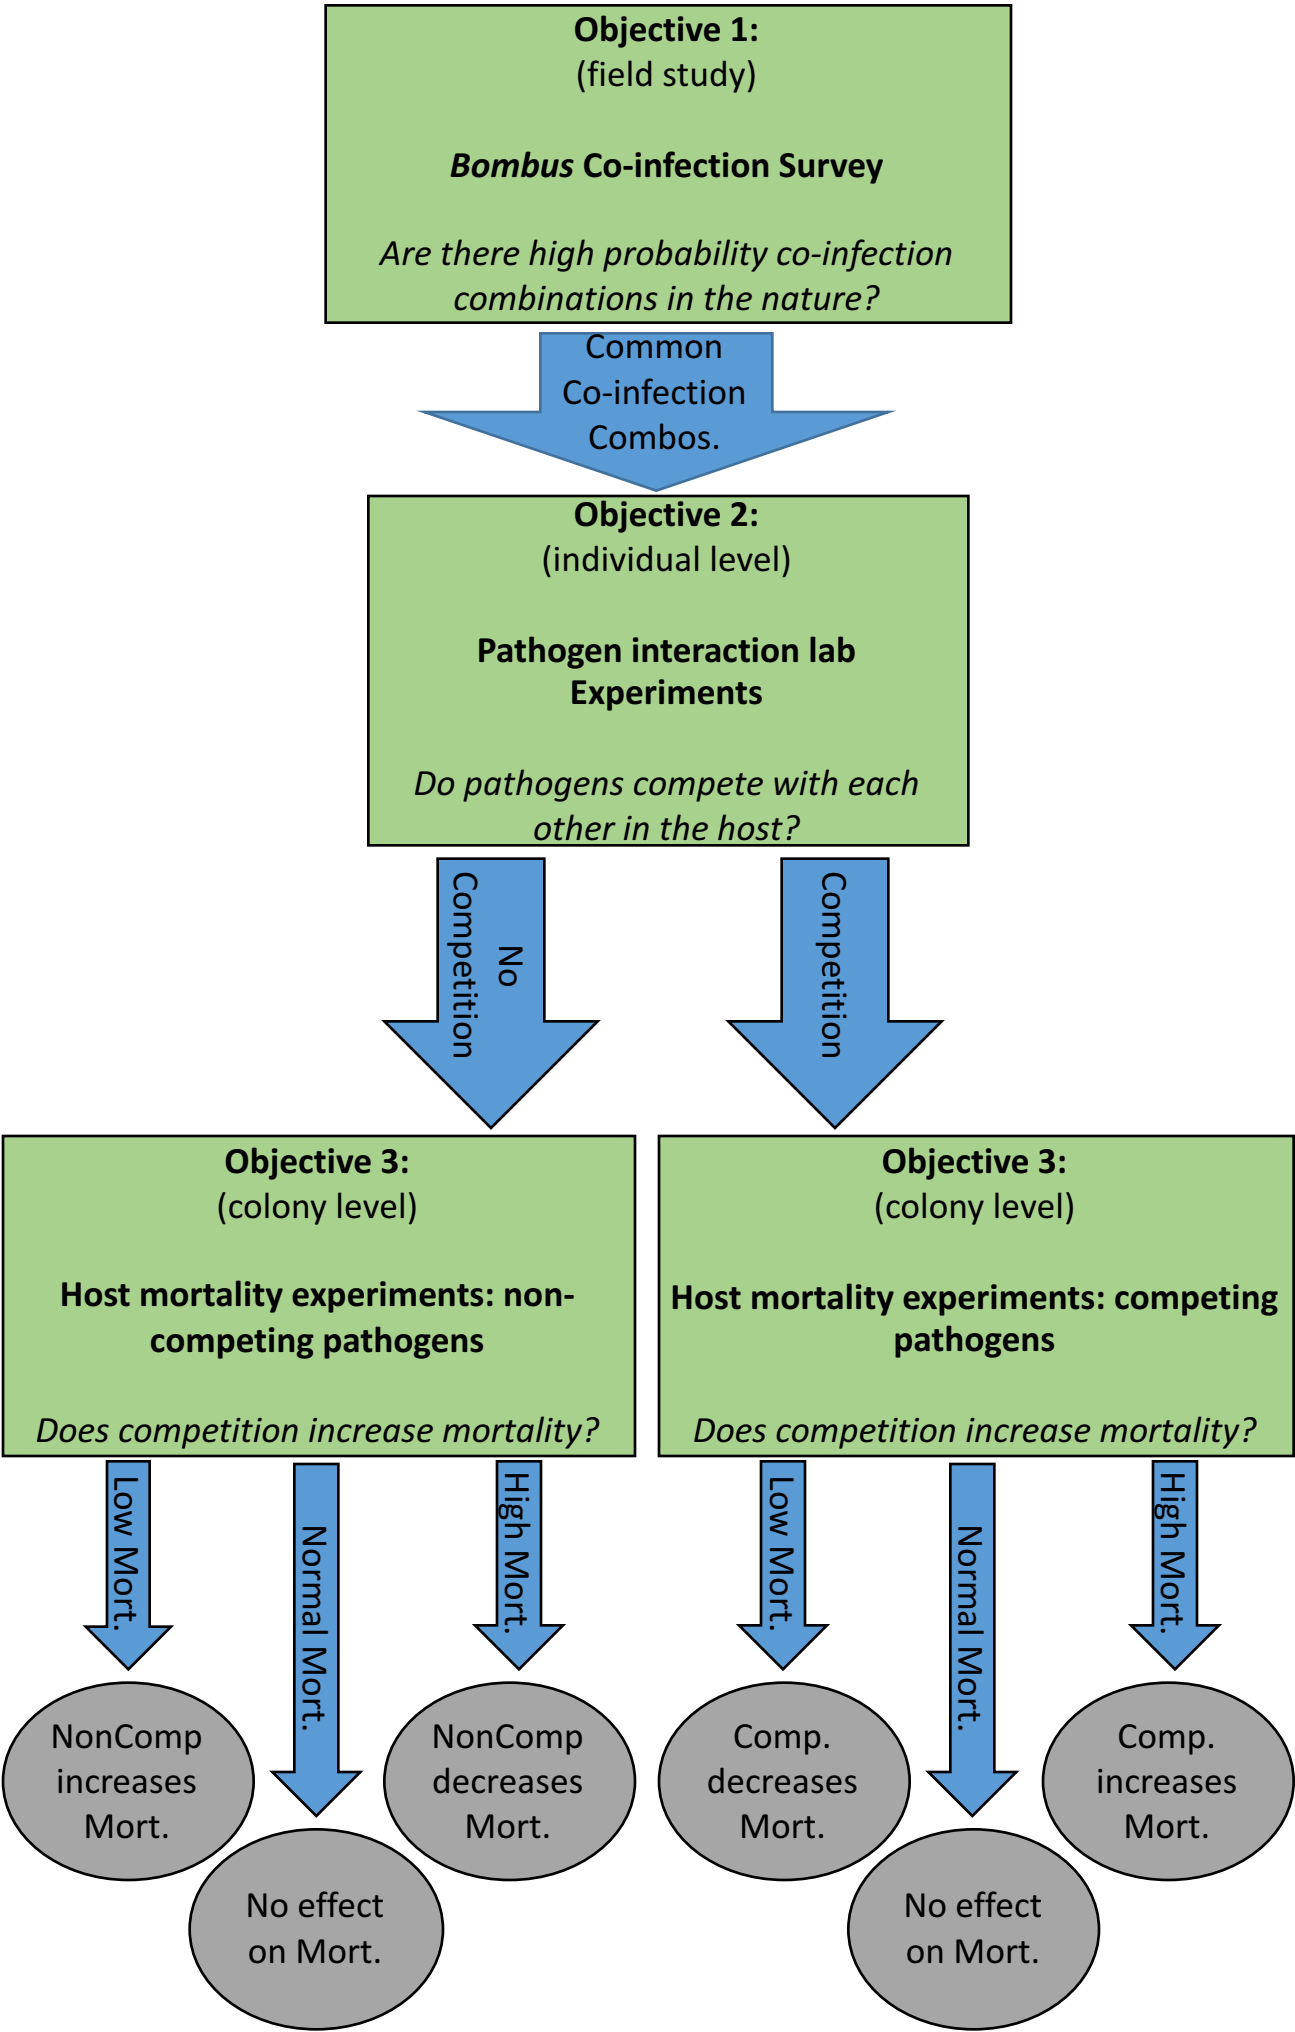 Objective 1:
(field study)
Bombus Co-infection Survey
Are there high probability co-infection
combinations in the nature?
Common
Co-infection
Combos.
Objective 2:
(individual level)
Pathogen interaction lab
Experiments
Do pathogens compete with each
other in the host?
No
Competition
Competition
Objective 3:
(colony level)
Host mortality experiments: non-
competing pathogens
Does competition increase mortality?
Objective 3:
(colony level)
Host mortality experiments: competing
pathogens
Does competition increase mortality?
Low Mort.
Normal Mort.
High Mort.
Low Mort.
Normal Mort.
High Mort.
NonComp
increases
Mort.
No effect
on Mort.
NonComp
decreases
Mort.
Comp.
decreases
Mort.
No effect
on Mort.
Comp.
increases
Mort.